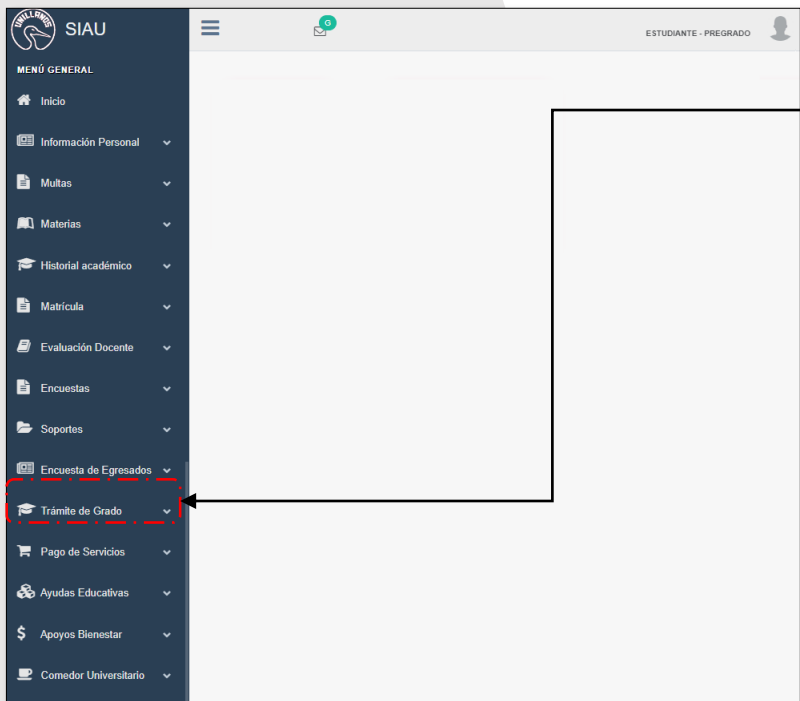 UNILLANOS
SIAU
G
ESTUDIANTE - PREGRADO
MENÚ GENERAL
Inicio
Información Personal
Multas
Materias
Historial académico
Matrícula
Evaluación Docente
Encuestas
Soportes
Encuesta de Egresados
Trámite de Grado
Pago de Servicios
Ayudas Educativas
Apoyos Bienestar
Comedor Universitario